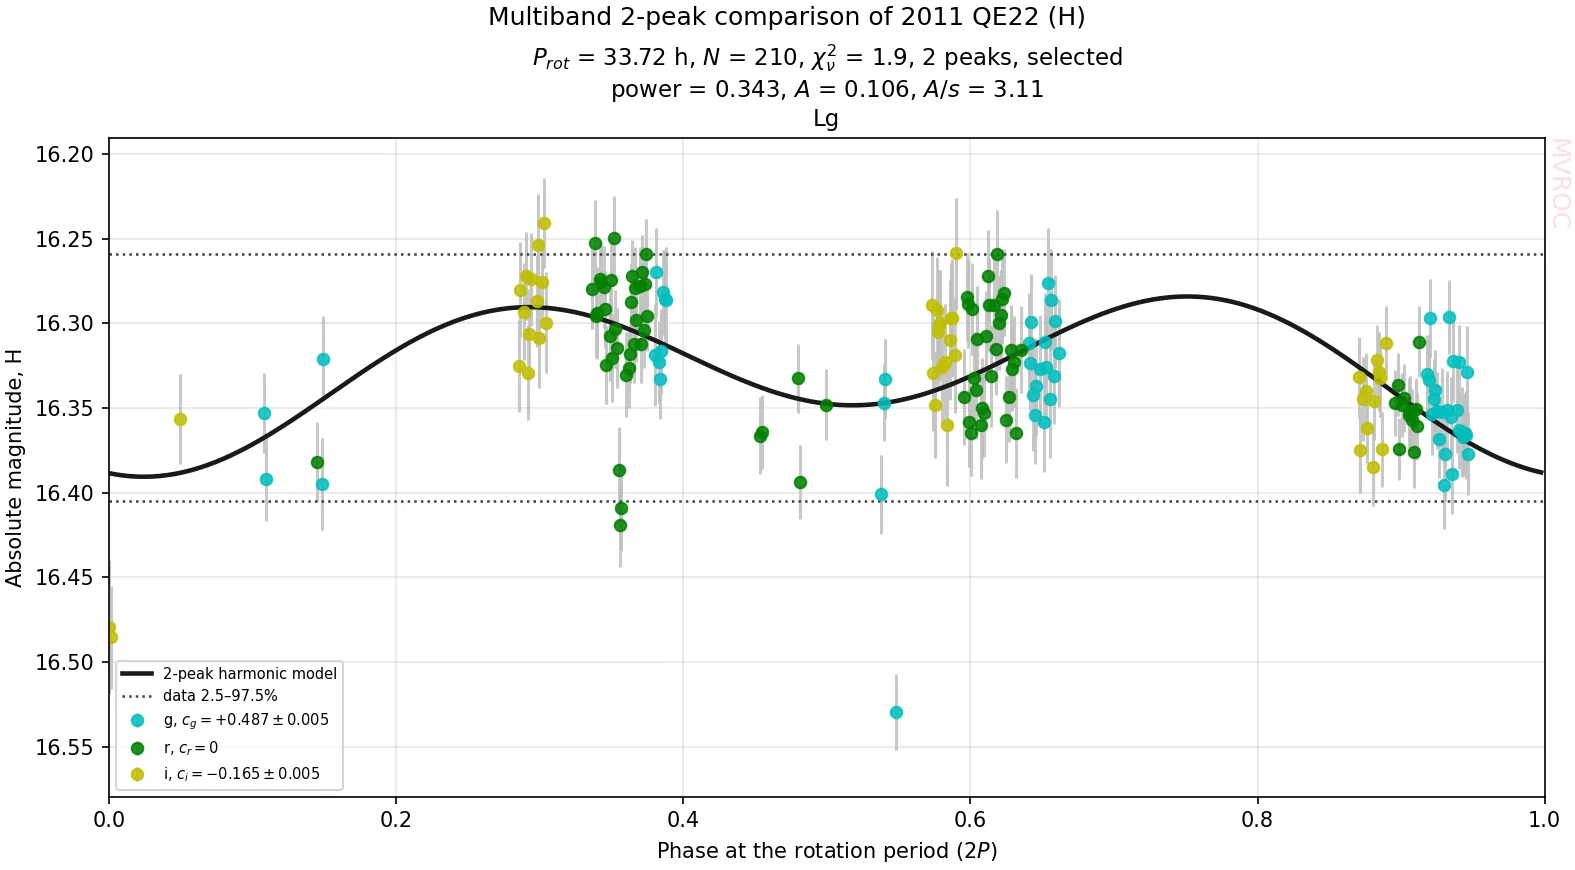 Multiband 2-peak comparison of 2011 QE22 (H)
P_rot = 33.72 h, N = 210, χ²_ν = 1.9, 2 peaks, selected
power = 0.343, A = 0.106, A/s = 3.11
Lg
MVROC
Absolute magnitude, H
16.20
16.25
16.30
16.35
16.40
16.45
16.50
16.55
2-peak harmonic model
data 2.5–97.5%
g, c_g = +0.487 ± 0.005
r, c_r = 0
i, c_i = −0.165 ± 0.005
0.0 0.2 0.4 0.6 0.8 1.0
Phase at the rotation period (2P)